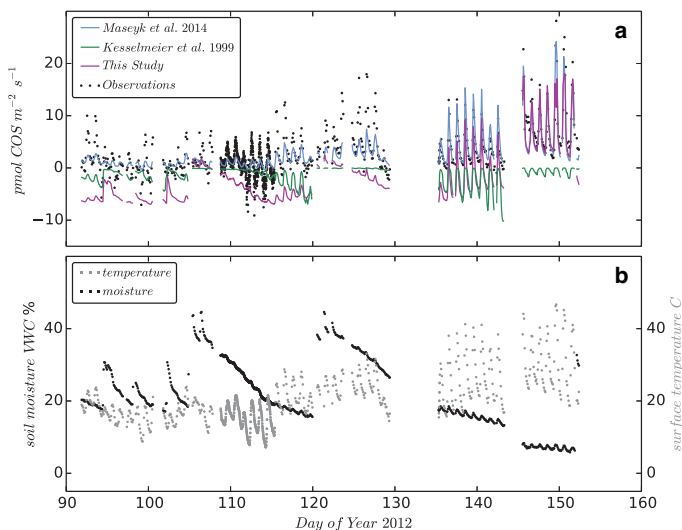 a
Maseyk et al. 2014
Kesselmeier et al. 1999
This Study
Observations
pmol COS m⁻² s⁻¹
30
20
10
0
−10
b
temperature
moisture
soil moisture VWC %
40
20
0
40
20
0
surface temperature C
90
100
110
120
130
140
150
160
Day of Year 2012